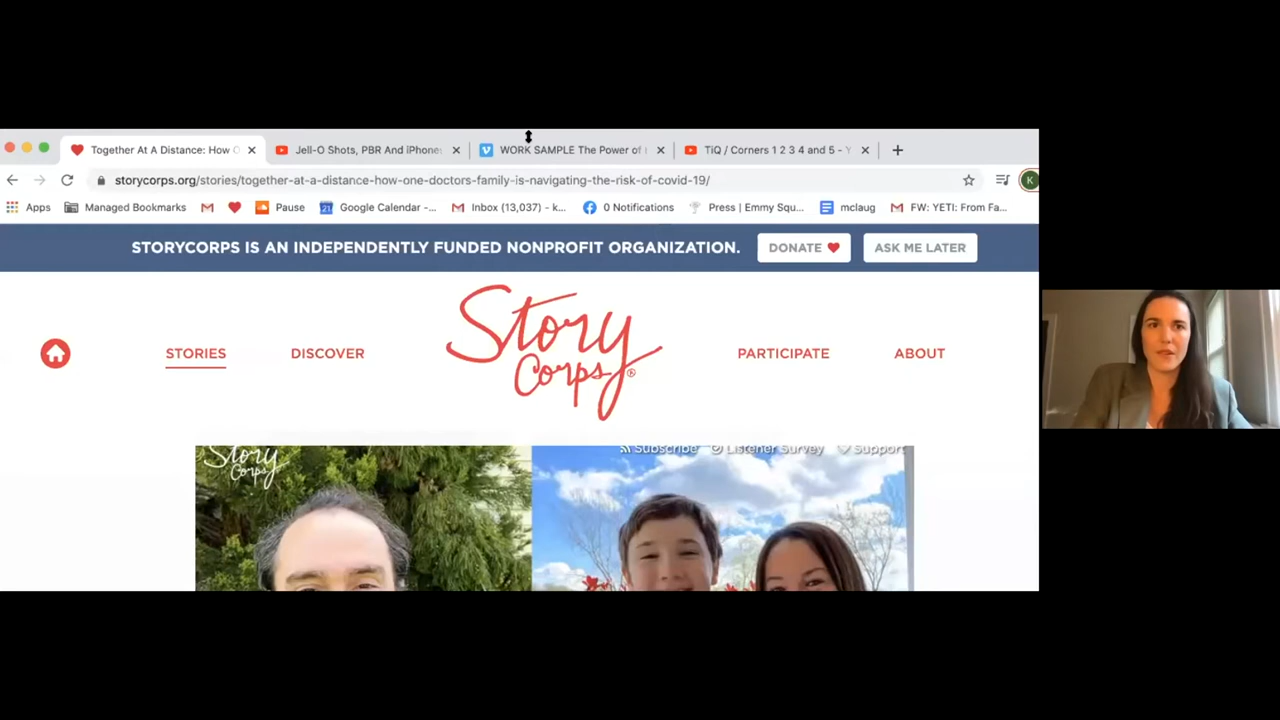 Together At A Distance: How O
Jell-O Shots, PBR And iPhone
WORK SAMPLE The Power of
TiQ / Corners 1 2 3 4 and 5 - Y
storycorps.org/stories/together-at-a-distance-how-one-doctors-family-is-navigating-the-risk-of-covid-19/
K
Apps
Managed Bookmarks
Pause
Google Calendar -...
Inbox (13,037) - k...
0 Notifications
Press | Emmy Squ...
mclaug
FW: YETI: From Fa...
STORYCORPS IS AN INDEPENDENTLY FUNDED NONPROFIT ORGANIZATION.
DONATE
ASK ME LATER
STORIES
DISCOVER
Story
Corps®
PARTICIPATE
ABOUT
Story
Corps
Subscribe
Listener Survey
Support